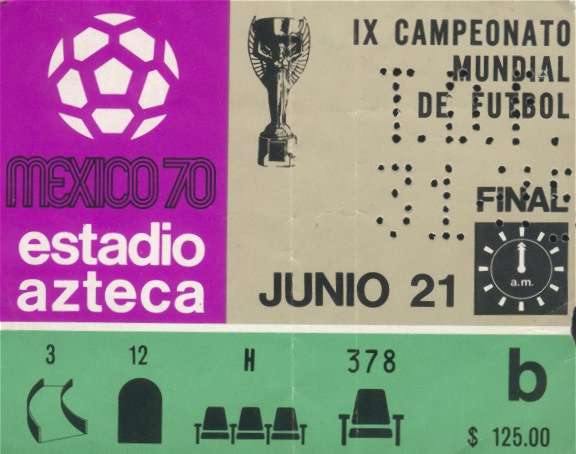 MEXICO 70
estadio
azteca
IX CAMPEONATO
MUNDIAL
DE FUTBOL
FINAL
JUNIO 21
a.m.
3 12 H 378
b
$ 125.00